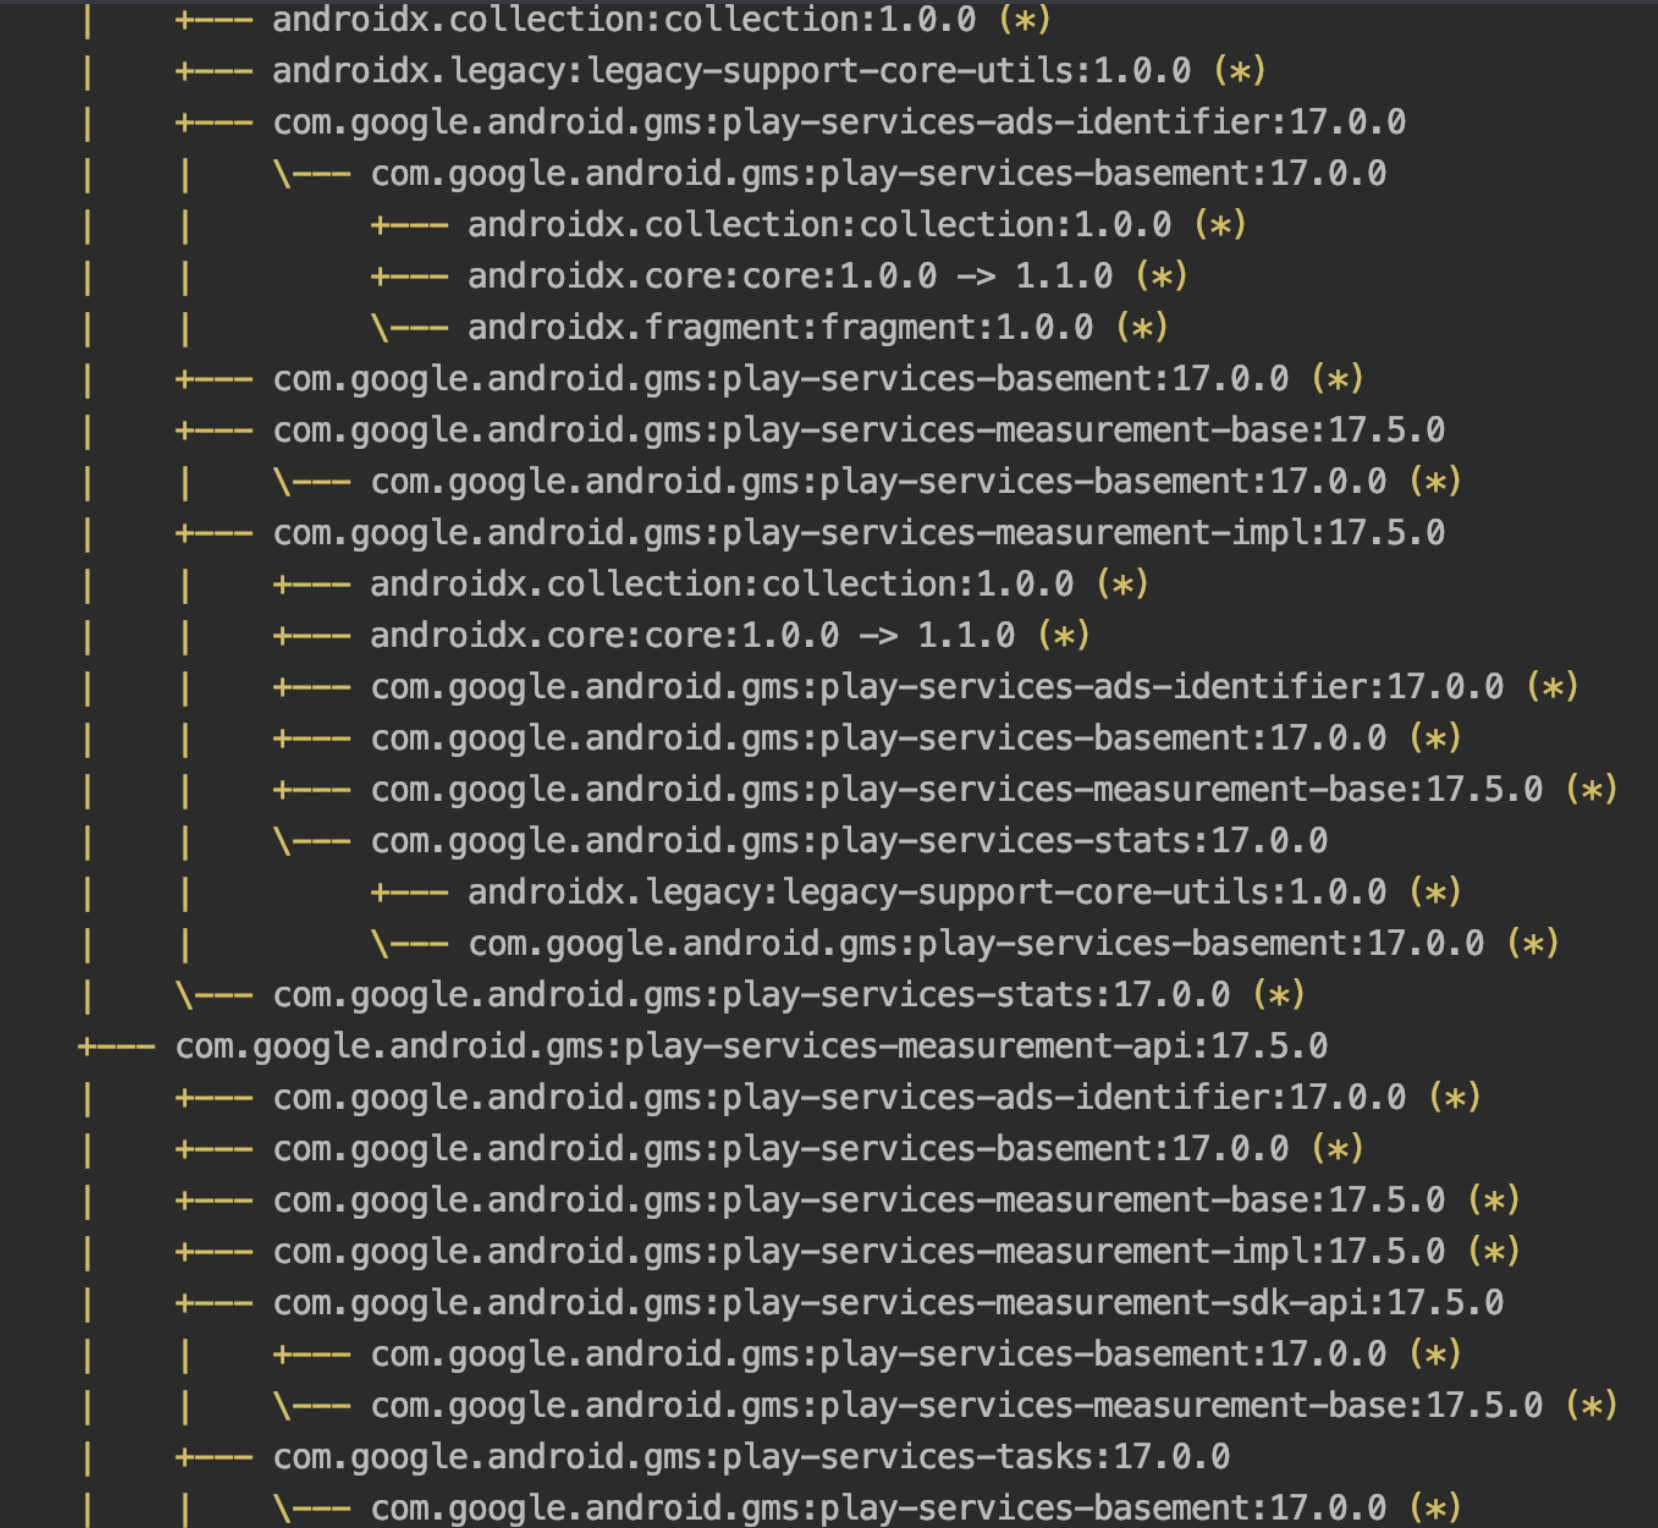 |    +--- androidx.collection:collection:1.0.0 (*)
|    +--- androidx.legacy:legacy-support-core-utils:1.0.0 (*)
|    +--- com.google.android.gms:play-services-ads-identifier:17.0.0
|    |    \--- com.google.android.gms:play-services-basement:17.0.0
|    |         +--- androidx.collection:collection:1.0.0 (*)
|    |         +--- androidx.core:core:1.0.0 -> 1.1.0 (*)
|    |         \--- androidx.fragment:fragment:1.0.0 (*)
|    +--- com.google.android.gms:play-services-basement:17.0.0 (*)
|    +--- com.google.android.gms:play-services-measurement-base:17.5.0
|    |    \--- com.google.android.gms:play-services-basement:17.0.0 (*)
|    +--- com.google.android.gms:play-services-measurement-impl:17.5.0
|    |    +--- androidx.collection:collection:1.0.0 (*)
|    |    +--- androidx.core:core:1.0.0 -> 1.1.0 (*)
|    |    +--- com.google.android.gms:play-services-ads-identifier:17.0.0 (*)
|    |    +--- com.google.android.gms:play-services-basement:17.0.0 (*)
|    |    +--- com.google.android.gms:play-services-measurement-base:17.5.0 (*)
|    |    \--- com.google.android.gms:play-services-stats:17.0.0
|    |         +--- androidx.legacy:legacy-support-core-utils:1.0.0 (*)
|    |         \--- com.google.android.gms:play-services-basement:17.0.0 (*)
|    \--- com.google.android.gms:play-services-stats:17.0.0 (*)
+--- com.google.android.gms:play-services-measurement-api:17.5.0
|    +--- com.google.android.gms:play-services-ads-identifier:17.0.0 (*)
|    +--- com.google.android.gms:play-services-basement:17.0.0 (*)
|    +--- com.google.android.gms:play-services-measurement-base:17.5.0 (*)
|    +--- com.google.android.gms:play-services-measurement-impl:17.5.0 (*)
|    +--- com.google.android.gms:play-services-measurement-sdk-api:17.5.0
|    |    +--- com.google.android.gms:play-services-basement:17.0.0 (*)
|    |    \--- com.google.android.gms:play-services-measurement-base:17.5.0 (*)
|    +--- com.google.android.gms:play-services-tasks:17.0.0
|    |    \--- com.google.android.gms:play-services-basement:17.0.0 (*)